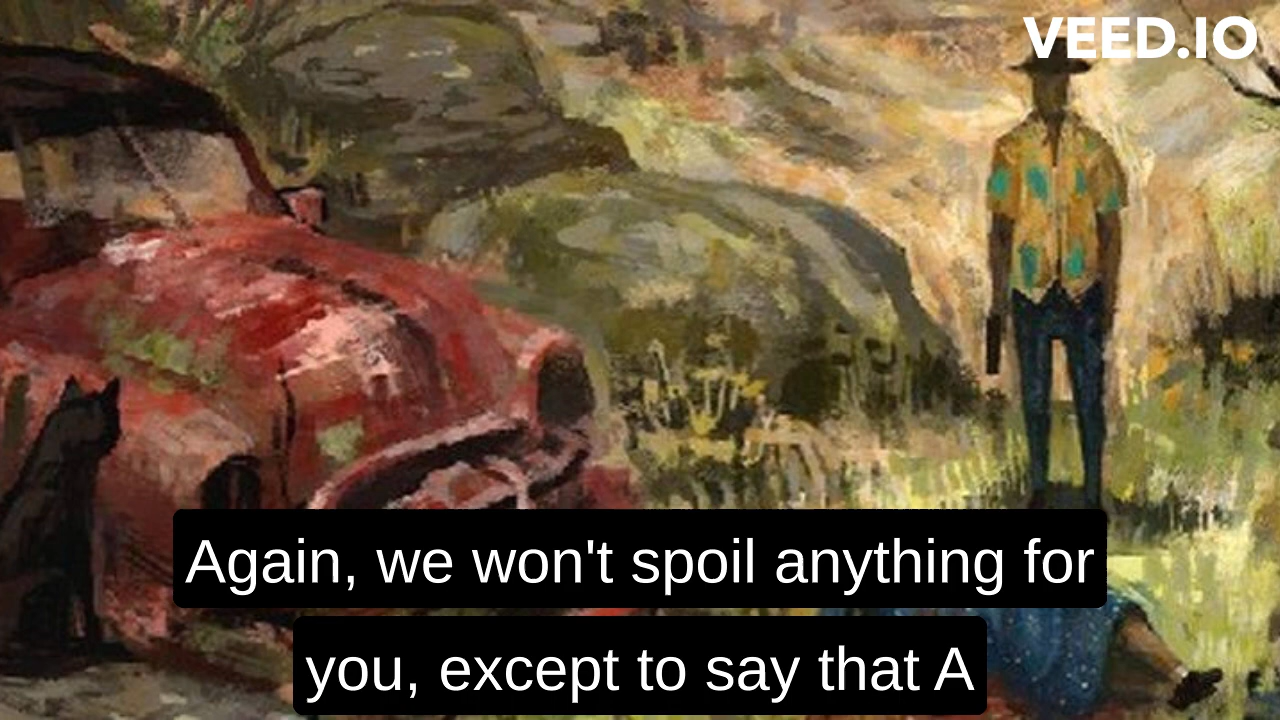 VEED.IO
Again, we won't spoil anything for
you, except to say that A